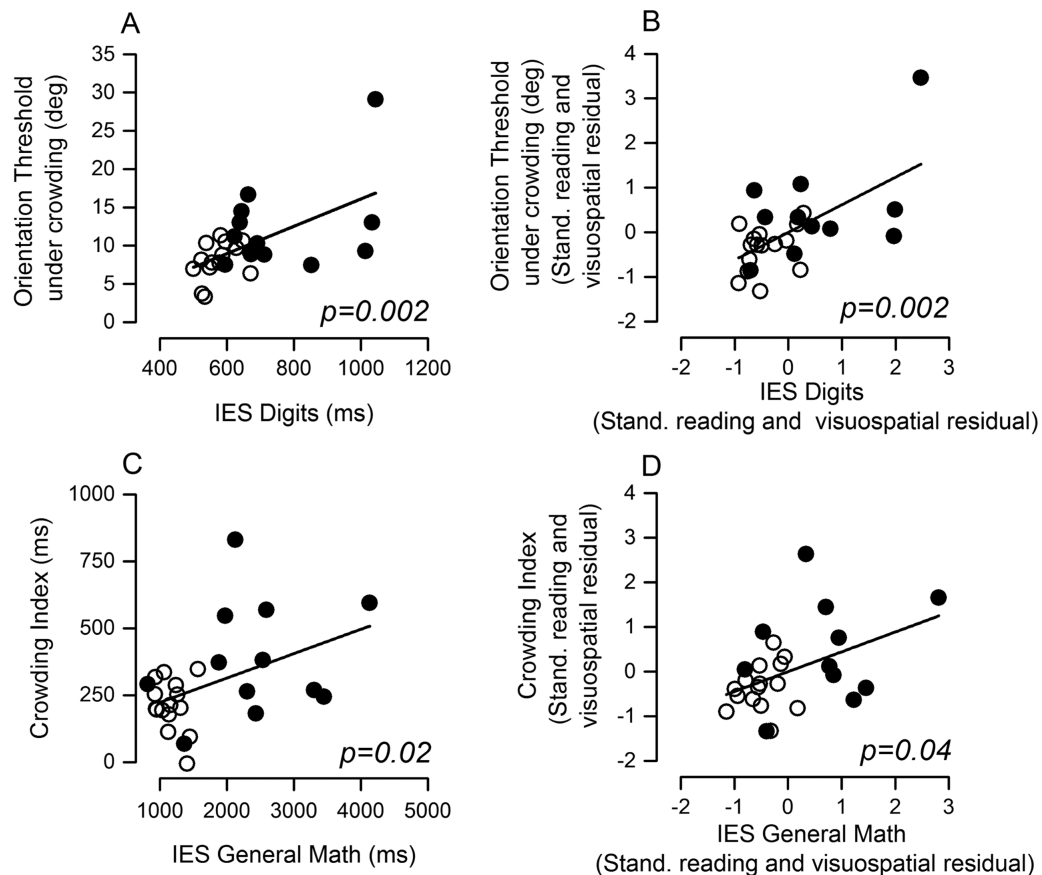 A
Orientation Threshold
under crowding (deg)
35
30
25
20
15
10
5
0
p=0.002
400 600 800 1000 1200
IES Digits (ms)
B
Orientation Threshold
under crowding (deg)
(Stand. reading and
visuospatial residual)
4
3
2
1
0
-1
-2
p=0.002
-2 -1 0 1 2 3
IES Digits
(Stand. reading and visuospatial residual)
C
Crowding Index (ms)
1000
750
500
250
0
p=0.02
1000 2000 3000 4000 5000
IES General Math (ms)
D
Crowding Index
(Stand. reading and
visuospatial residual)
4
3
2
1
0
-1
-2
p=0.04
-2 -1 0 1 2 3
IES General Math
(Stand. reading and visuospatial residual)